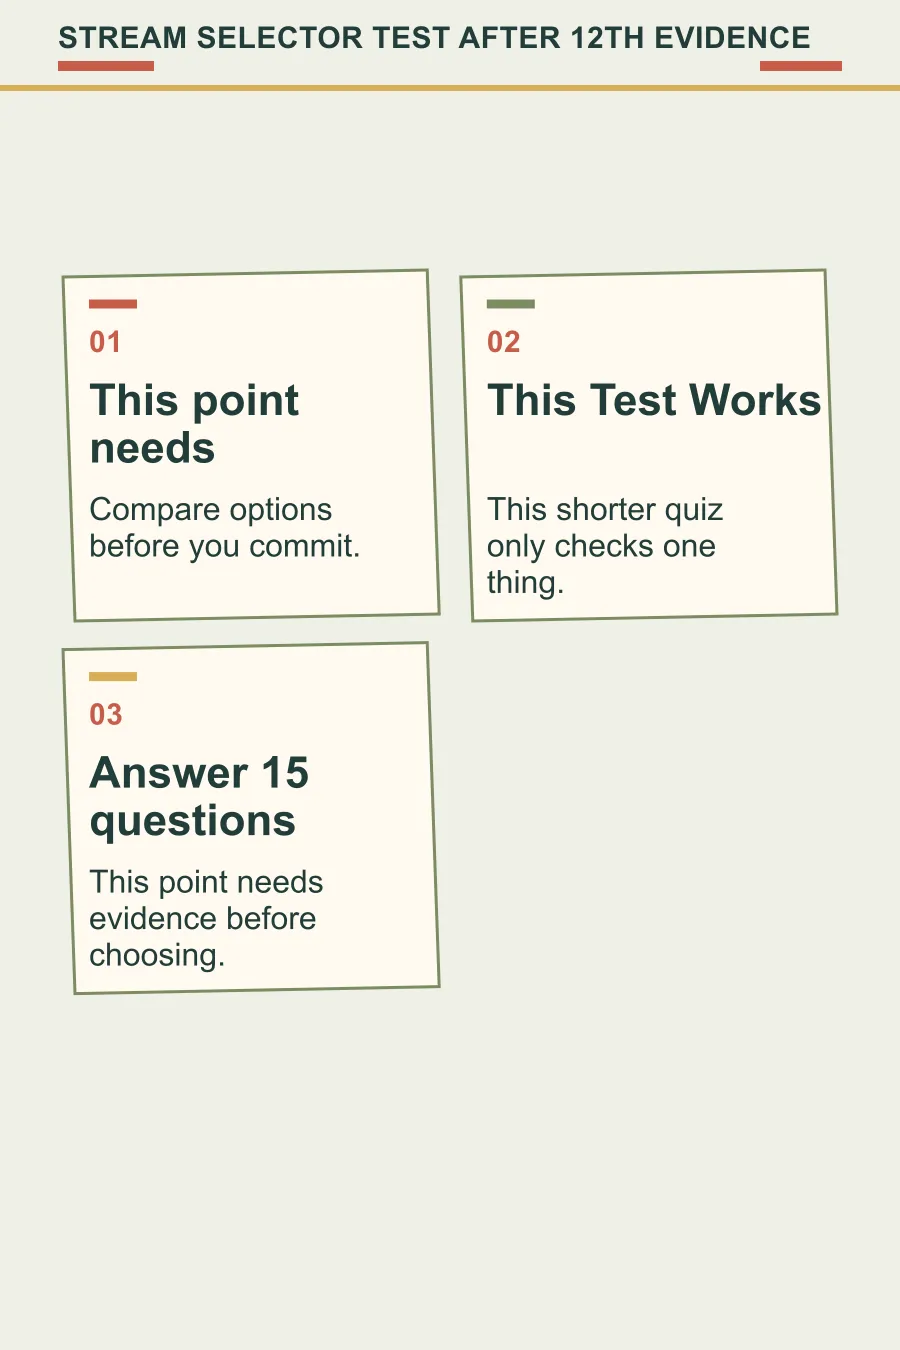 STREAM SELECTOR TEST AFTER 12TH EVIDENCE
01
This point
needs
Compare options
before you commit.
02
This Test Works
This shorter quiz
only checks one
thing.
03
Answer 15
questions
This point needs
evidence before
choosing.